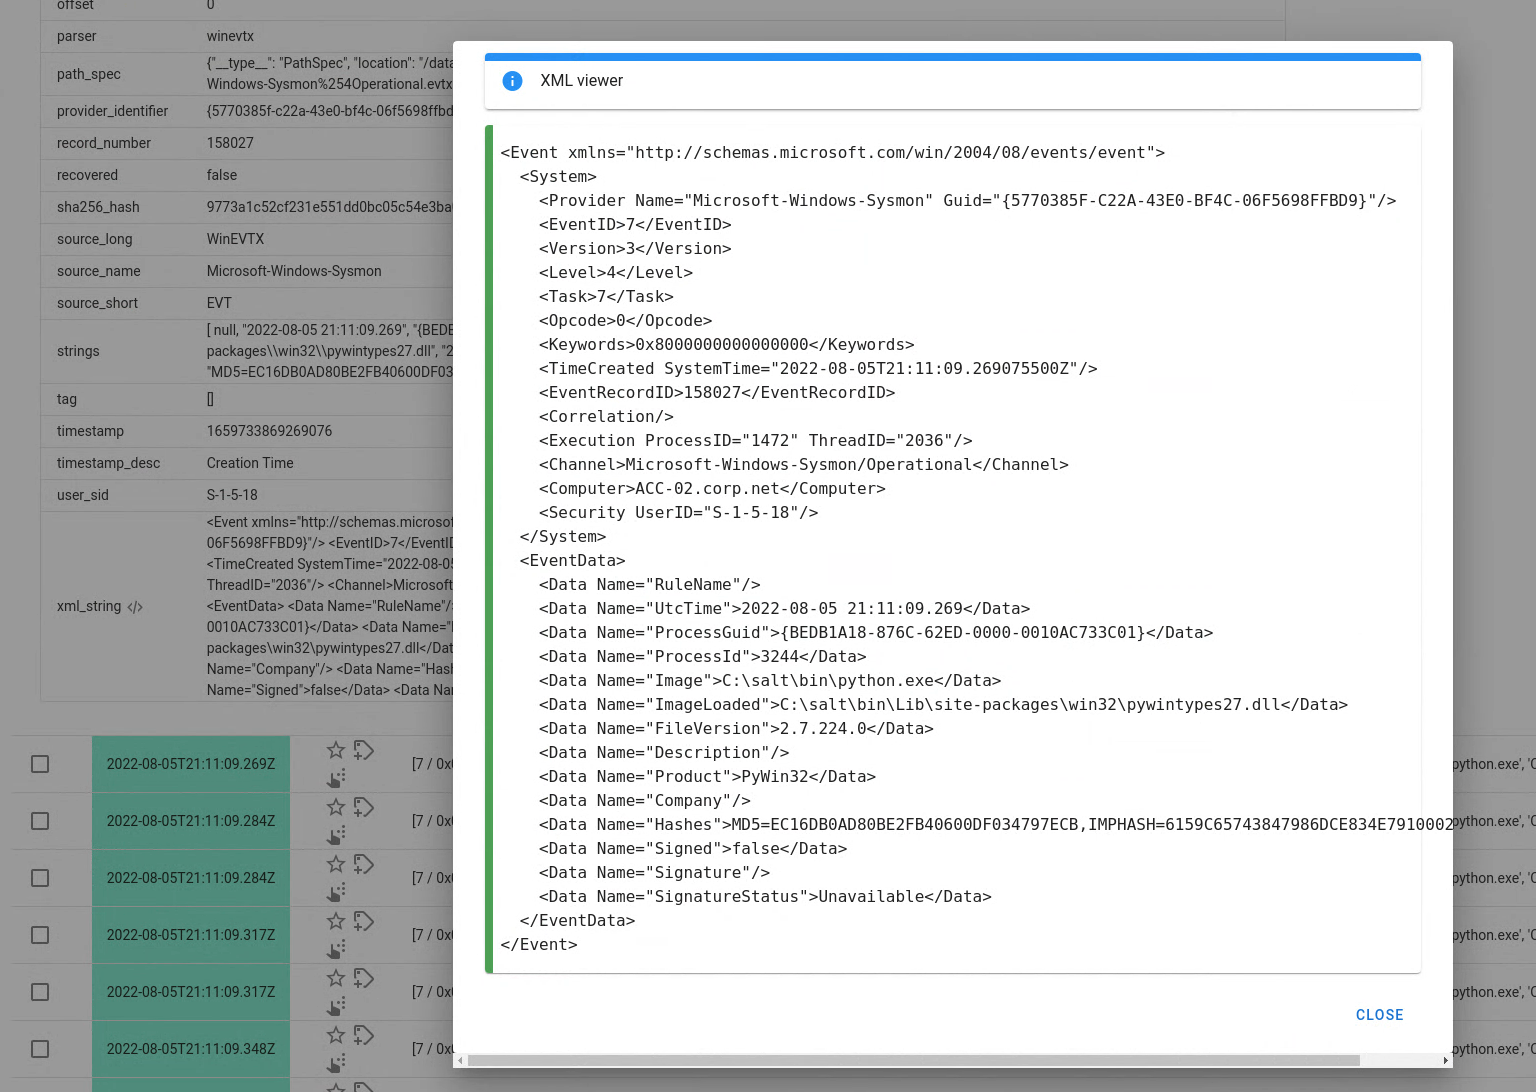 offset 0
parser winevtx
path_spec {"__type__": "PathSpec", "location": "/data
Windows-Sysmon%254Operational.evtx
provider_identifier {5770385f-c22a-43e0-bf4c-06f5698ffbd
record_number 158027
recovered false
sha256_hash 9773a1c52cf231e551dd0bc05c54e3ba
source_long WinEVTX
source_name Microsoft-Windows-Sysmon
source_short EVT
strings [ null, "2022-08-05 21:11:09.269", "{BEDB
packages\\win32\\pywintypes27.dll", "2
"MD5=EC16DB0AD80BE2FB40600DF03
tag []
timestamp 1659733869269076
timestamp_desc Creation Time
user_sid S-1-5-18
xml_string </> <Event xmlns="http://schemas.microsof
06F5698FFBD9}"/> <EventID>7</EventID
<TimeCreated SystemTime="2022-08-05
ThreadID="2036"/> <Channel>Microsoft
<EventData> <Data Name="RuleName"/
0010AC733C01}</Data> <Data Name="
packages\win32\pywintypes27.dll</Dat
Name="Company"/> <Data Name="Hash
Name="Signed">false</Data> <Data Na
XML viewer
<Event xmlns="http://schemas.microsoft.com/win/2004/08/events/event">
<System>
<Provider Name="Microsoft-Windows-Sysmon" Guid="{5770385F-C22A-43E0-BF4C-06F5698FFBD9}"/>
<EventID>7</EventID>
<Version>3</Version>
<Level>4</Level>
<Task>7</Task>
<Opcode>0</Opcode>
<Keywords>0x8000000000000000</Keywords>
<TimeCreated SystemTime="2022-08-05T21:11:09.269075500Z"/>
<EventRecordID>158027</EventRecordID>
<Correlation/>
<Execution ProcessID="1472" ThreadID="2036"/>
<Channel>Microsoft-Windows-Sysmon/Operational</Channel>
<Computer>ACC-02.corp.net</Computer>
<Security UserID="S-1-5-18"/>
</System>
<EventData>
<Data Name="RuleName"/>
<Data Name="UtcTime">2022-08-05 21:11:09.269</Data>
<Data Name="ProcessGuid">{BEDB1A18-876C-62ED-0000-0010AC733C01}</Data>
<Data Name="ProcessId">3244</Data>
<Data Name="Image">C:\salt\bin\python.exe</Data>
<Data Name="ImageLoaded">C:\salt\bin\Lib\site-packages\win32\pywintypes27.dll</Data>
<Data Name="FileVersion">2.7.224.0</Data>
<Data Name="Description"/>
<Data Name="Product">PyWin32</Data>
<Data Name="Company"/>
<Data Name="Hashes">MD5=EC16DB0AD80BE2FB40600DF034797ECB,IMPHASH=6159C65743847986DCE834E7910002
<Data Name="Signed">false</Data>
<Data Name="Signature"/>
<Data Name="SignatureStatus">Unavailable</Data>
</EventData>
</Event>
CLOSE
2022-08-05T21:11:09.269Z [7 / 0x python.exe', 'C
2022-08-05T21:11:09.284Z [7 / 0x python.exe', 'C
2022-08-05T21:11:09.284Z [7 / 0x python.exe', 'C
2022-08-05T21:11:09.317Z [7 / 0x python.exe', 'C
2022-08-05T21:11:09.317Z [7 / 0x python.exe', 'C
2022-08-05T21:11:09.348Z [7 / 0x python.exe', 'C